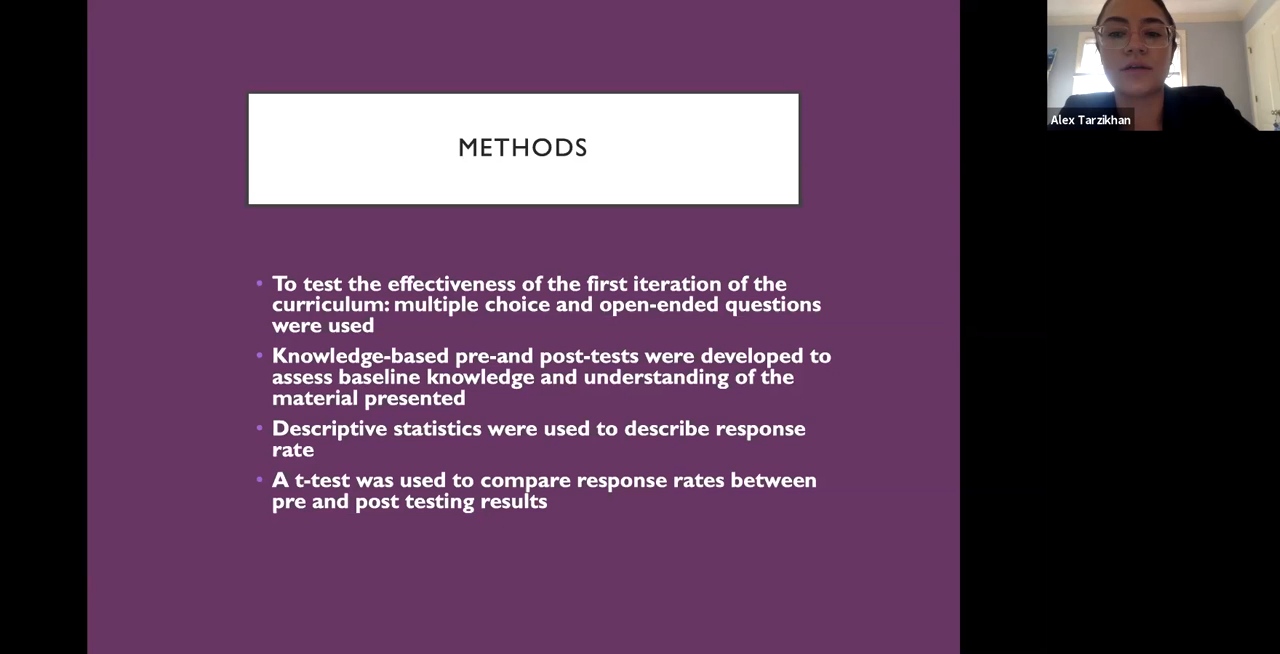 METHODS
Alex Tarzikhan
• To test the effectiveness of the first iteration of the
curriculum: multiple choice and open-ended questions
were used
• Knowledge-based pre-and post-tests were developed to
assess baseline knowledge and understanding of the
material presented
• Descriptive statistics were used to describe response
rate
• A t-test was used to compare response rates between
pre and post testing results